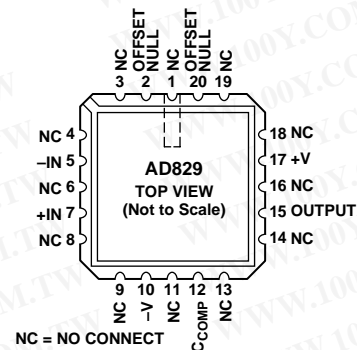 NC
OFFSET
NULL
NC
OFFSET
NULL
NC
3 2 1 20 19
NC 4
–IN 5
NC 6
+IN 7
NC 8
18 NC
17 +V
16 NC
15 OUTPUT
14 NC
AD829
TOP VIEW
(Not to Scale)
9 10 11 12 13
NC
–V
NC
CCOMP
NC
NC = NO CONNECT